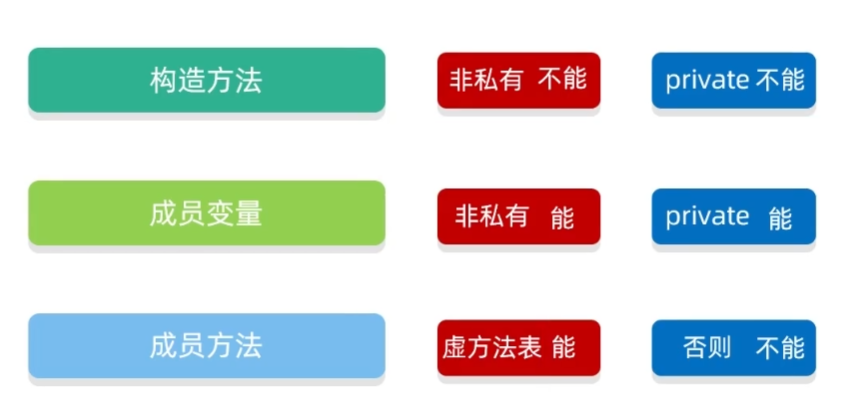 构造方法 非私有 不能 private 不能
成员变量 非私有 能 private 能
成员方法 虚方法表 能 否则 不能